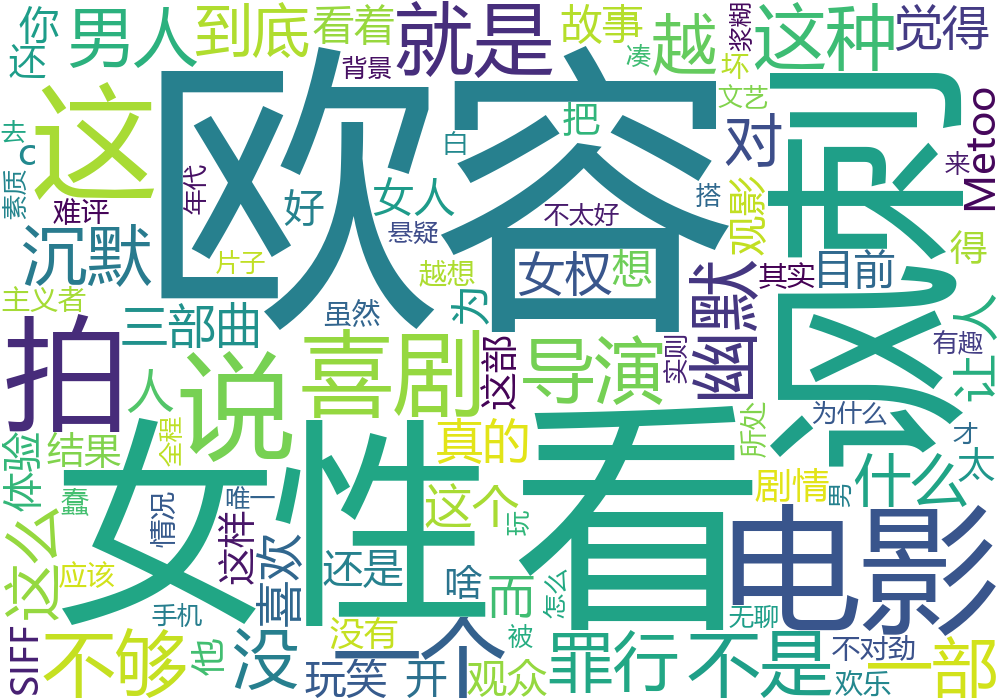 你 男人 到底 看着 就是 故事 越 浆糊 这种 觉得
还 背景 凑 坏
去 这 欧容 文艺 讽刺
c 年代 白 把 对 Metoo
素质 难评 好 女人 搭 来
沉默 悬疑 不太好 观影 得
片子 越想 女权 想 幽默 其实 目前
主义者 三部曲 虽然 为 有趣 让人
拍 说 喜剧 这部 导演 实则
人 为什么
体验 结果 全程 真的 所处 才 太
蠢 情况 唯一 女性 这个 玩 看 剧情 男 什么
这么 应该 这样 喜欢 还是 啥 而 怎么 电影
手机 没有 一个 被 无聊
SIFF 不够 他 没 玩笑 开 观众 罪行 不是 不对劲 一部
欢乐